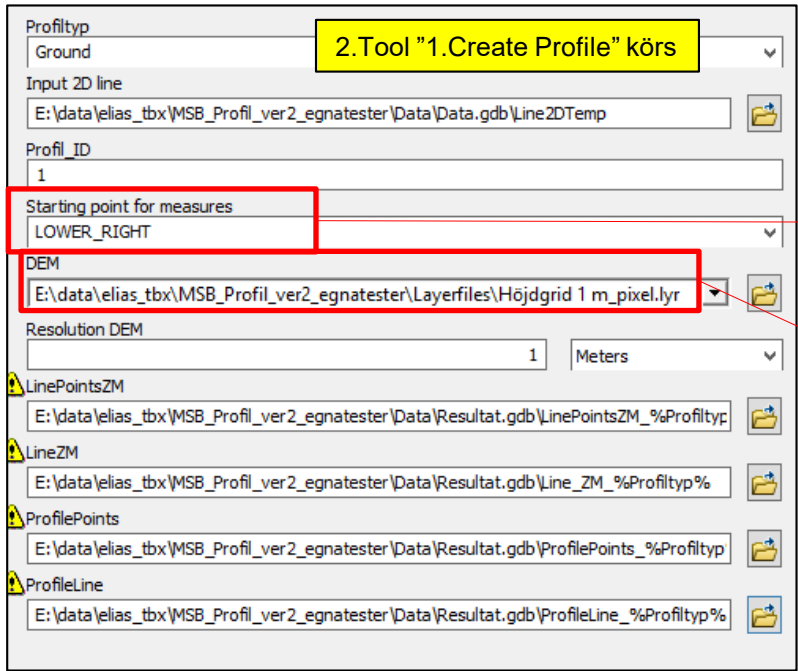 Profiltyp
2.Tool ”1.Create Profile” körs
Ground
Input 2D line
E:\data\elias_tbx\MSB_Profil_ver2_egnatester\Data\Data.gdb\Line2DTemp
Profil_ID
1
Starting point for measures
LOWER_RIGHT
DEM
E:\data\elias_tbx\MSB_Profil_ver2_egnatester\Layerfiles\Höjdgrid 1 m_pixel.lyr
Resolution DEM
1 Meters
LinePointsZM
E:\data\elias_tbx\MSB_Profil_ver2_egnatester\Data\Resultat.gdb\LinePointsZM_%Profiltyp
LineZM
E:\data\elias_tbx\MSB_Profil_ver2_egnatester\Data\Resultat.gdb\Line_ZM_%Profiltyp%
ProfilePoints
E:\data\elias_tbx\MSB_Profil_ver2_egnatester\Data\Resultat.gdb\ProfilePoints_%Profiltyp
ProfileLine
E:\data\elias_tbx\MSB_Profil_ver2_egnatester\Data\Resultat.gdb\ProfileLine_%Profiltyp%